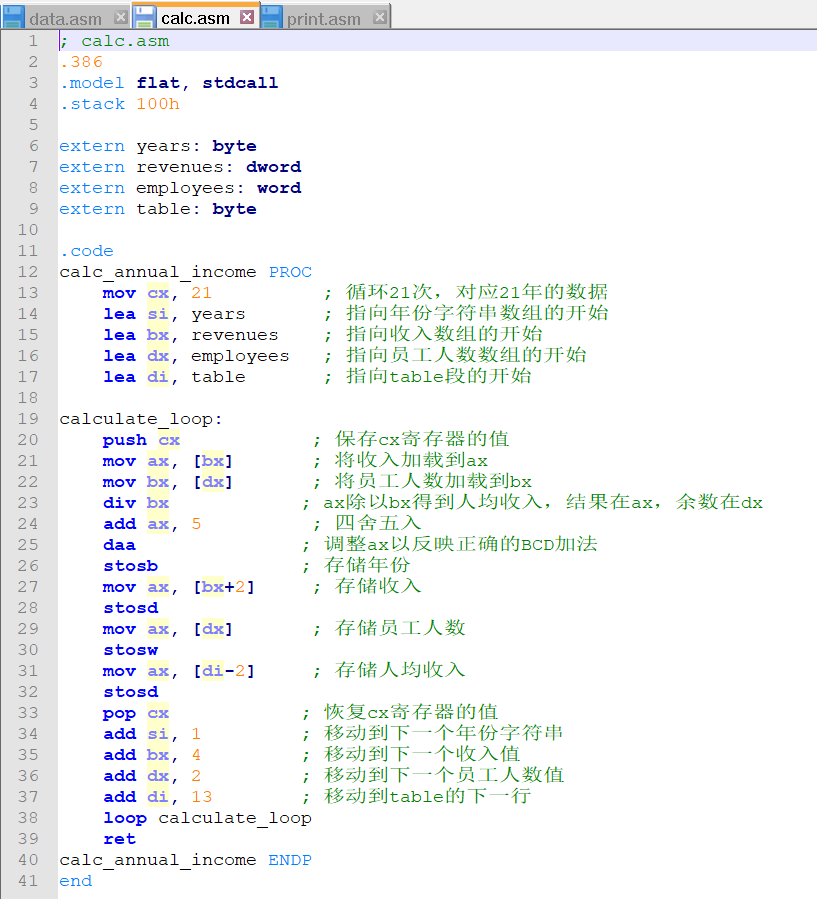 data.asm calc.asm print.asm
1 ; calc.asm
2 .386
3 .model flat, stdcall
4 .stack 100h
5
6 extern years: byte
7 extern revenues: dword
8 extern employees: word
9 extern table: byte
10
11 .code
12 calc_annual_income PROC
13 mov cx, 21 ; 循环21次，对应21年的数据
14 lea si, years ; 指向年份字符串数组的开始
15 lea bx, revenues ; 指向收入数组的开始
16 lea dx, employees ; 指向员工人数数组的开始
17 lea di, table ; 指向table段的开始
18
19 calculate_loop:
20 push cx ; 保存cx寄存器的值
21 mov ax, [bx] ; 将收入加载到ax
22 mov bx, [dx] ; 将员工人数加载到bx
23 div bx ; ax除以bx得到人均收入，结果在ax，余数在dx
24 add ax, 5 ; 四舍五入
25 daa ; 调整ax以反映正确的BCD加法
26 stosb ; 存储年份
27 mov ax, [bx+2] ; 存储收入
28 stosd
29 mov ax, [dx] ; 存储员工人数
30 stosw
31 mov ax, [di-2] ; 存储人均收入
32 stosd
33 pop cx ; 恢复cx寄存器的值
34 add si, 1 ; 移动到下一个年份字符串
35 add bx, 4 ; 移动到下一个收入值
36 add dx, 2 ; 移动到下一个员工人数值
37 add di, 13 ; 移动到table的下一行
38 loop calculate_loop
39 ret
40 calc_annual_income ENDP
41 end